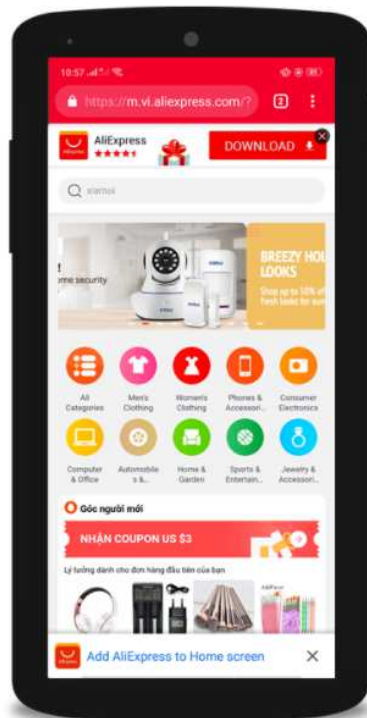 10:57
https://m.vi.aliexpress.com/?
2
AliExpress
DOWNLOAD
xiamoi
!
me security
BREEZY HOU
LOOKS
Shop up to 50% of
fresh looks for sum
All
Categories
Men's
Clothing
Women's
Clothing
Phones &
Accessori...
Consumer
Electronics
Computer
& Office
Automobile
s &...
Home &
Garden
Sports &
Entertain...
Jewelry &
Accessori...
Góc người mới
NHẬN COUPON US $3
Lý tưởng dành cho đơn hàng đầu tiên của bạn
Add AliExpress to Home screen